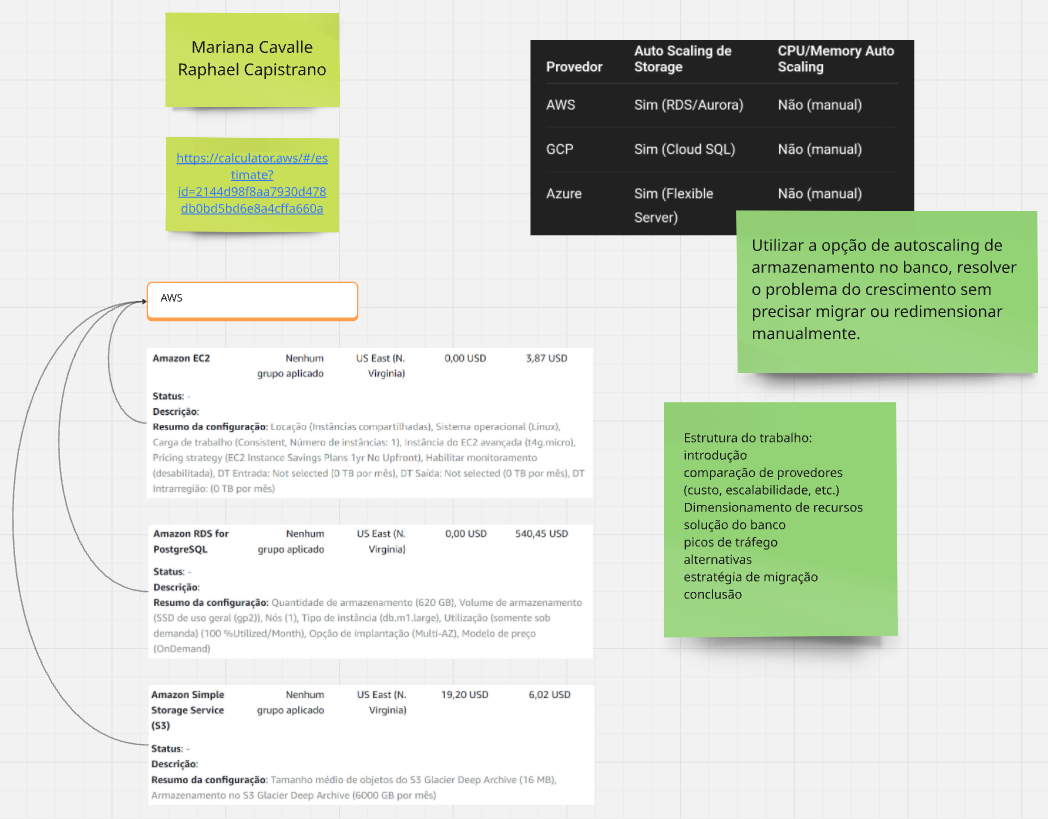 Mariana Cavalle
Raphael Capistrano
https://calculator.aws/#/es
timate?
id=2144d98f8aa7930d478
db0bd5bd6e8a4cffa660a
Provedor
Auto Scaling de
Storage
CPU/Memory Auto
Scaling
AWS
Sim (RDS/Aurora)
Não (manual)
GCP
Sim (Cloud SQL)
Não (manual)
Azure
Sim (Flexible
Server)
Não (manual)
Utilizar a opção de autoscaling de
armazenamento no banco, resolver
o problema do crescimento sem
precisar migrar ou redimensionar
manualmente.
AWS
Amazon EC2
Nenhum
grupo aplicado
US East (N.
Virginia)
0,00 USD
3,87 USD
Status: -
Descrição:
Resumo da configuração: Locação (Instâncias compartilhadas), Sistema operacional (Linux),
Carga de trabalho (Consistent, Número de instâncias: 1), Instância do EC2 avançada (t4g.micro),
Pricing strategy (EC2 Instance Savings Plans 1yr No Upfront), Habilitar monitoramento
(desabilitada), DT Entrada: Not selected (0 TB por mês), DT Saída: Not selected (0 TB por mês), DT
Intrarregião: (0 TB por mês)
Amazon RDS for
PostgreSQL
Nenhum
grupo aplicado
US East (N.
Virginia)
0,00 USD
540,45 USD
Status: -
Descrição:
Resumo da configuração: Quantidade de armazenamento (620 GB), Volume de armazenamento
(SSD de uso geral (gp2)), Nós (1), Tipo de instância (db.m1.large), Utilização (somente sob
demanda) (100 %Utilized/Month), Opção de implantação (Multi-AZ), Modelo de preço
(OnDemand)
Amazon Simple
Storage Service
(S3)
Nenhum
grupo aplicado
US East (N.
Virginia)
19,20 USD
6,02 USD
Status: -
Descrição:
Resumo da configuração: Tamanho médio de objetos do S3 Glacier Deep Archive (16 MB),
Armazenamento no S3 Glacier Deep Archive (6000 GB por mês)
Estrutura do trabalho:
introdução
comparação de provedores
(custo, escalabilidade, etc.)
Dimensionamento de recursos
solução do banco
picos de tráfego
alternativas
estratégia de migração
conclusão